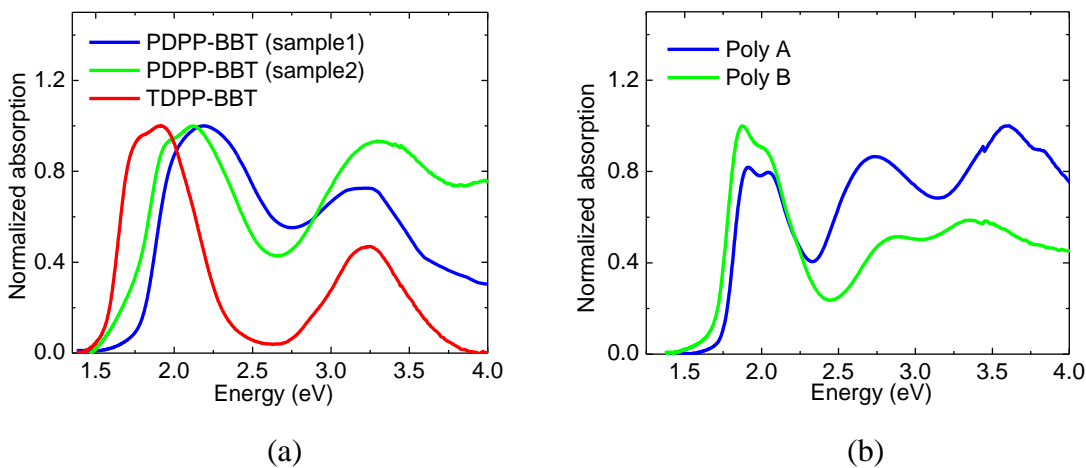 PDPP-BBT (sample1)
PDPP-BBT (sample2)
TDPP-BBT
1.2
0.8
0.4
0.0
Normalized absorption
1.5 2.0 2.5 3.0 3.5 4.0
Energy (eV)
(a)
Poly A
Poly B
1.2
0.8
0.4
0.0
Normalized absorption
1.5 2.0 2.5 3.0 3.5 4.0
Energy (eV)
(b)